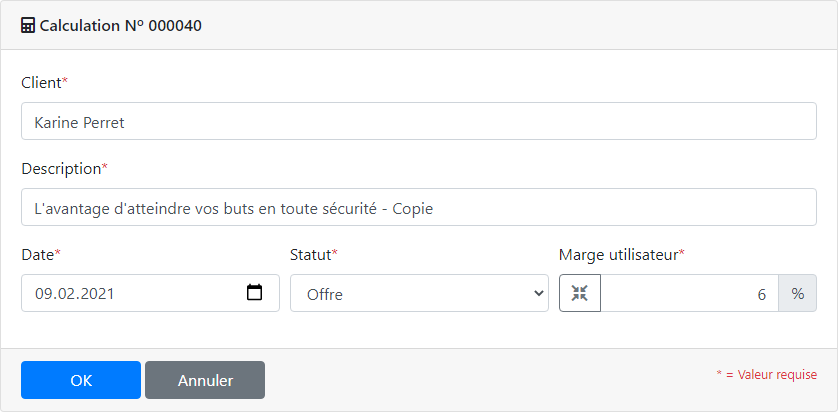 Calculation Nº 000040
Client*
Karine Perret
Description*
L'avantage d'atteindre vos buts en toute sécurité - Copie
Date* Statut* Marge utilisateur*
09.02.2021 Offre 6 %
OK Annuler * = Valeur requise